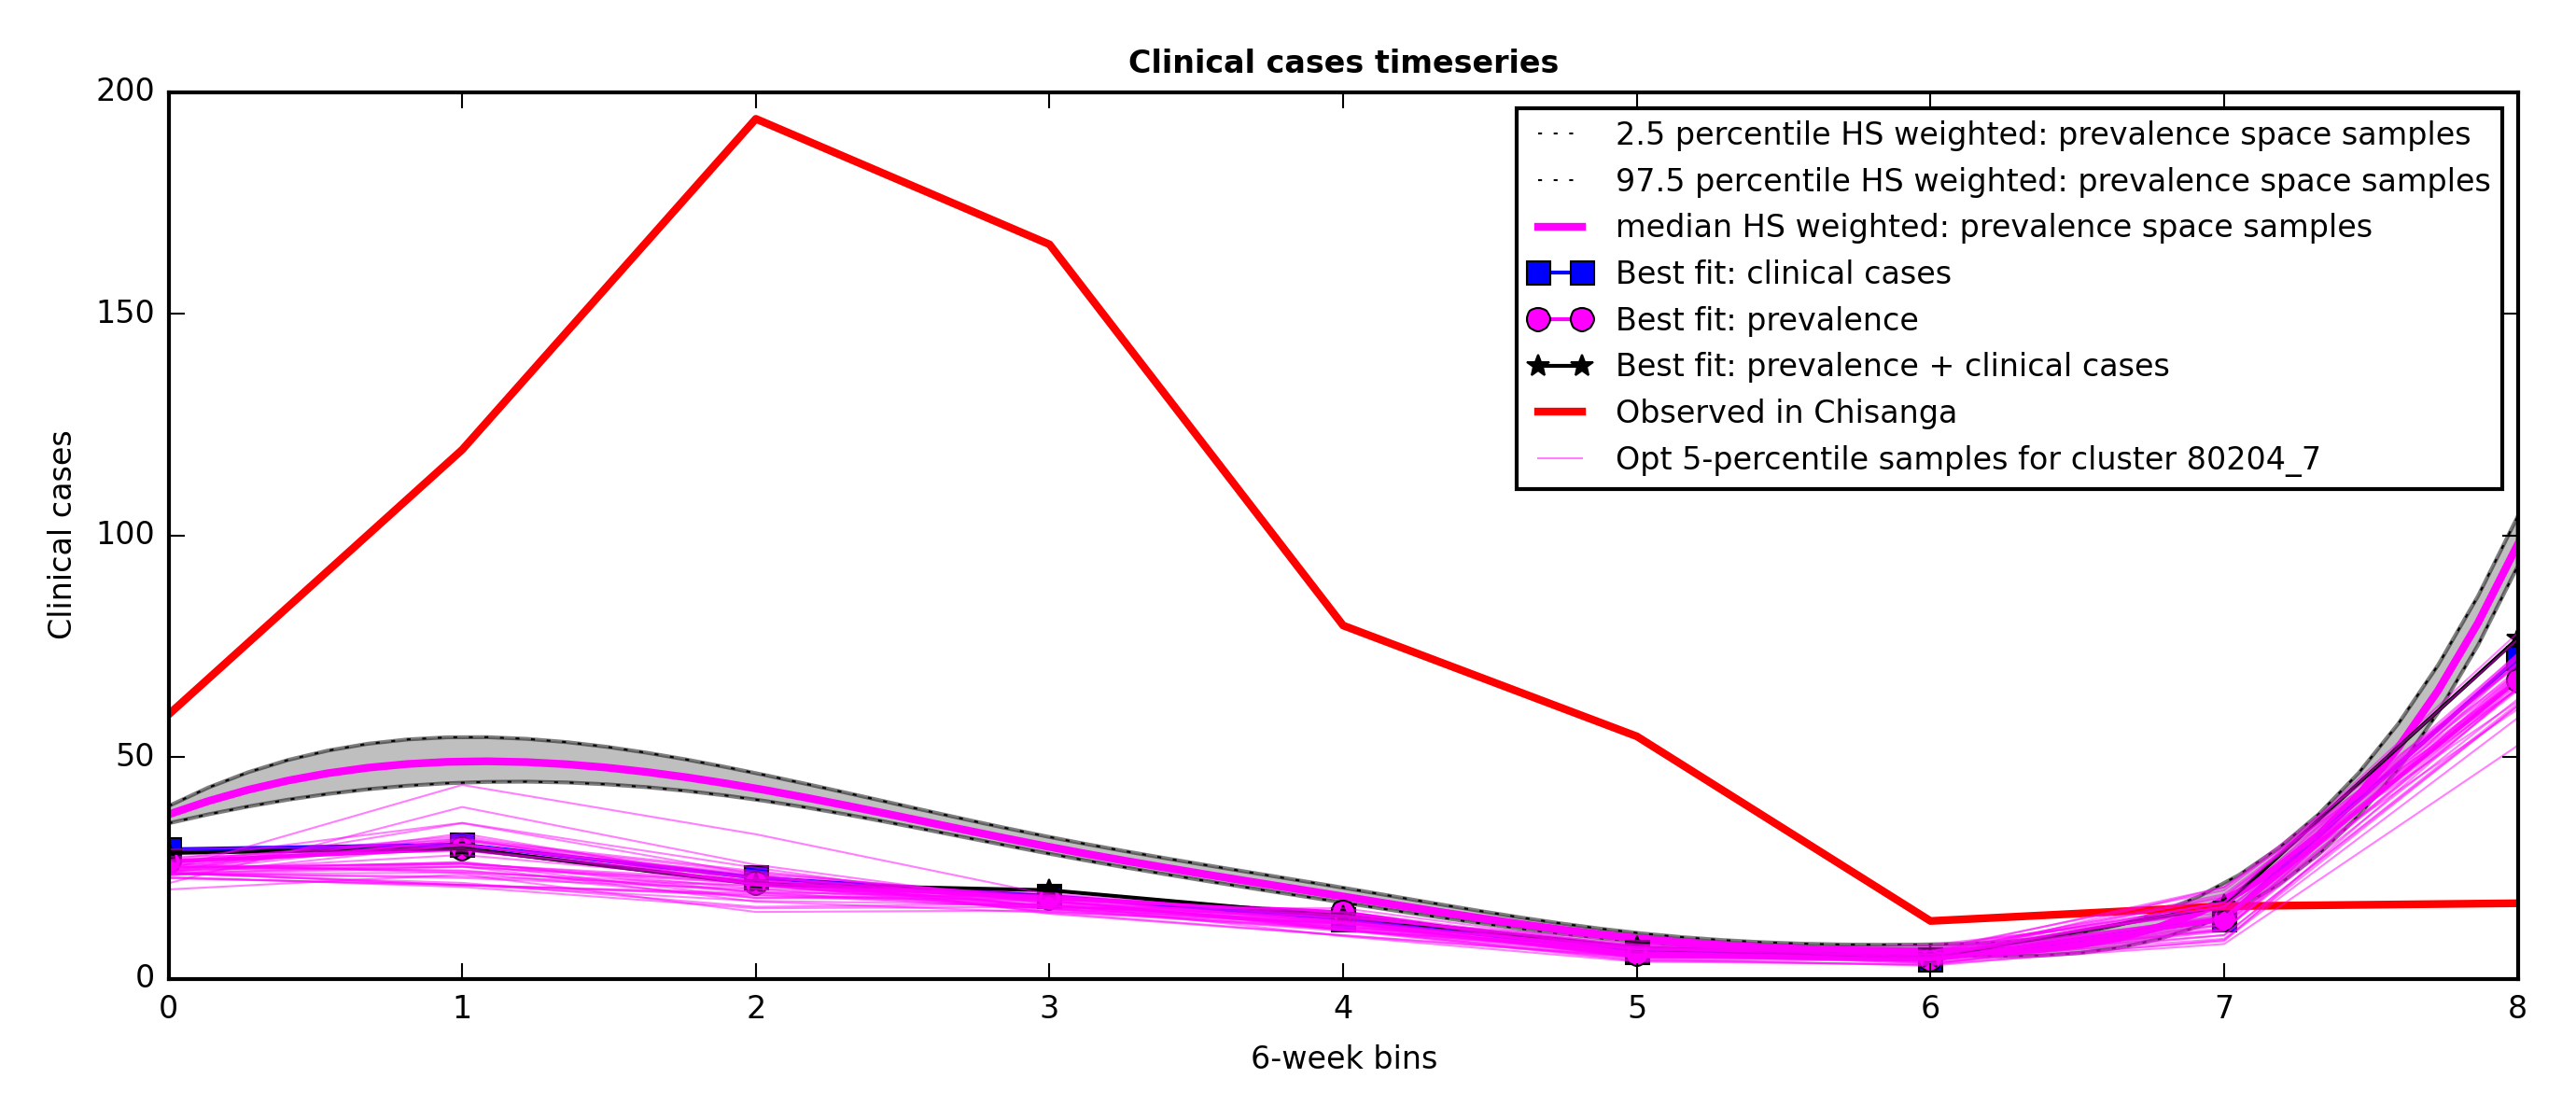 Clinical cases timeseries
200
150
100
50
0
Clinical cases
2.5 percentile HS weighted: prevalence space samples
97.5 percentile HS weighted: prevalence space samples
median HS weighted: prevalence space samples
Best fit: clinical cases
Best fit: prevalence
Best fit: prevalence + clinical cases
Observed in Chisanga
Opt 5-percentile samples for cluster 80204_7
0 1 2 3 4 5 6 7 8
6-week bins